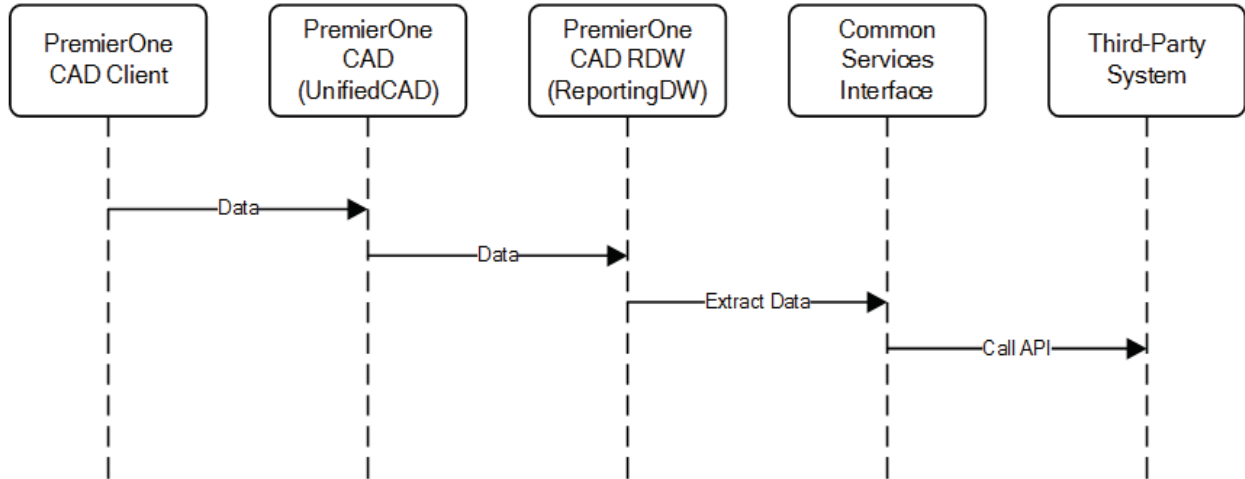 PremierOne
CAD Client
PremierOne
CAD
(UnifiedCAD)
PremierOne
CAD RDW
(ReportingDW)
Common
Services
Interface
Third-Party
System
Data
Data
Extract Data
Call API